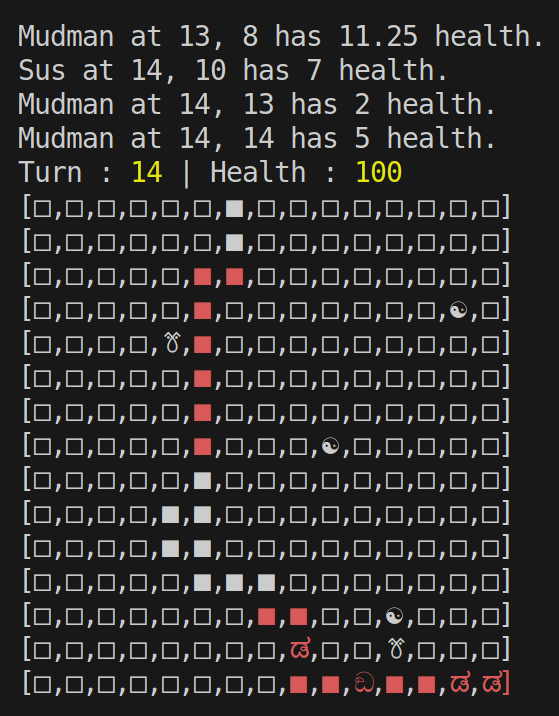 Mudman at 13, 8 has 11.25 health.
Sus at 14, 10 has 7 health.
Mudman at 14, 13 has 2 health.
Mudman at 14, 14 has 5 health.
Turn : 14 | Health : 100
[□,□,□,□,□,□,■,□,□,□,□,□,□,□,□]
[□,□,□,□,□,□,■,□,□,□,□,□,□,□,□]
[□,□,□,□,□,■,■,□,□,□,□,□,□,□,□]
[□,□,□,□,□,■,□,□,□,□,□,□,□,☯,□]
[□,□,□,□,,■,□,□,□,□,□,□,□,□,□]
[□,□,□,□,□,■,□,□,□,□,□,□,□,□,□]
[□,□,□,□,□,■,□,□,□,□,□,□,□,□,□]
[□,□,□,□,□,■,□,□,□,☯,□,□,□,□,□]
[□,□,□,□,□,■,□,□,□,□,□,□,□,□,□]
[□,□,□,□,■,■,□,□,□,□,□,□,□,□,□]
[□,□,□,□,■,■,□,□,□,□,□,□,□,□,□]
[□,□,□,□,□,■,■,■,□,□,□,□,□,□,□]
[□,□,□,□,□,□,□,■,■,□,□,☯,□,□,□]
[□,□,□,□,□,□,□,□,ಡ,□,□,,□,□,□]
[□,□,□,□,□,□,□,□,■,■,ඞ,■,■,ಡ,ಡ]